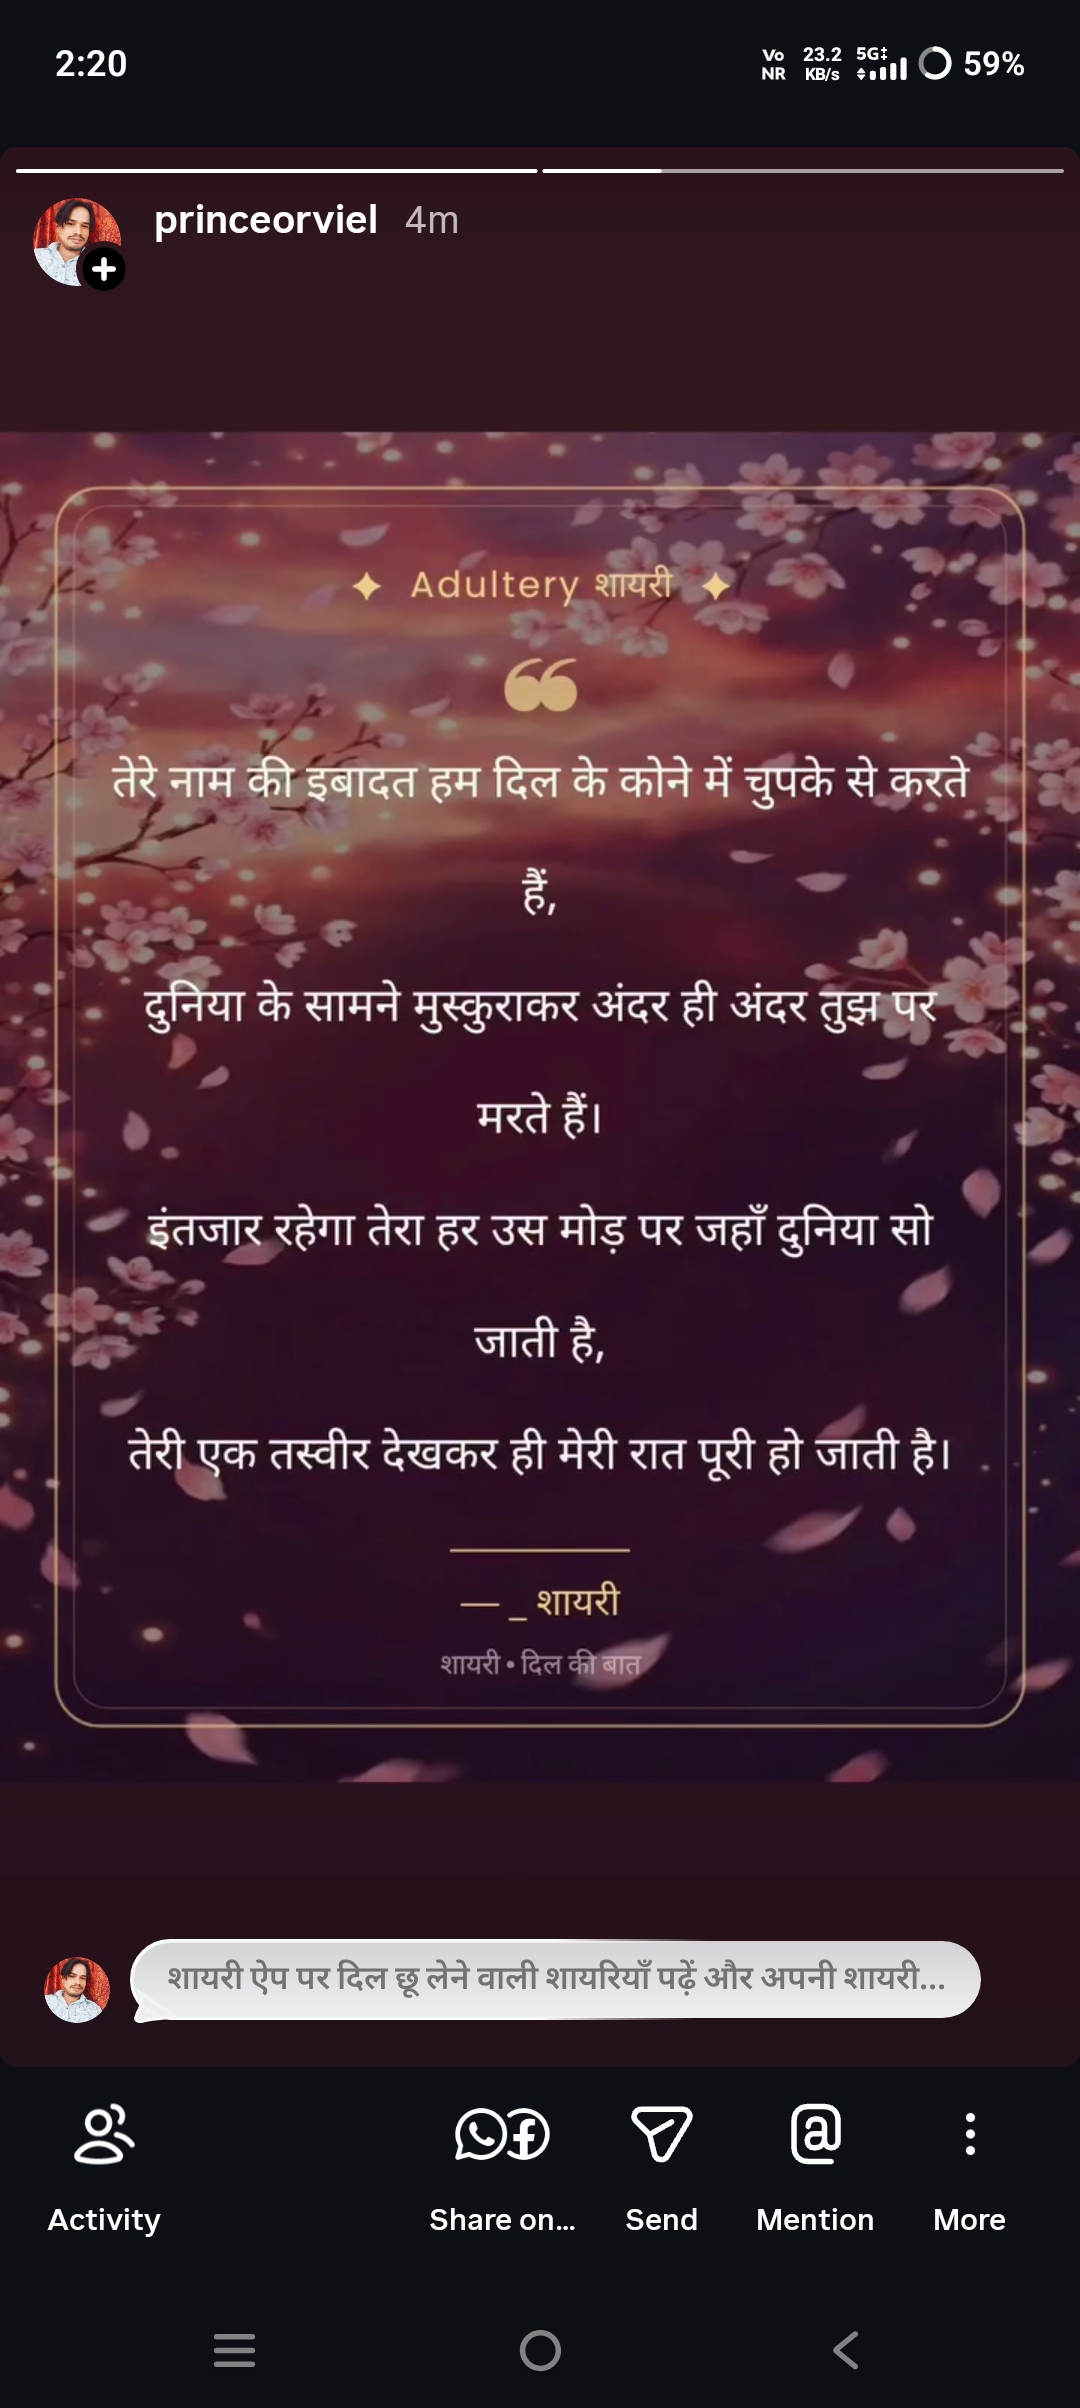 2:20
Vo NR 23.2 KB/s 5G 59%
princeorviel 4m
Adultery शायरी
❝
तेरे नाम की इबादत हम दिल के कोने में चुपके से करते
हैं,
दुनिया के सामने मुस्कुराकर अंदर ही अंदर तुझ पर
मरते हैं।
इंतजार रहेगा तेरा हर उस मोड़ पर जहाँ दुनिया सो
जाती है,
तेरी एक तस्वीर देखकर ही मेरी रात पूरी हो जाती है।
— _ शायरी
शायरी • दिल की बात
शायरी ऐप पर दिल छू लेने वाली शायरियाँ पढ़ें और अपनी शायरी...
Activity
Share on...
Send
Mention
More